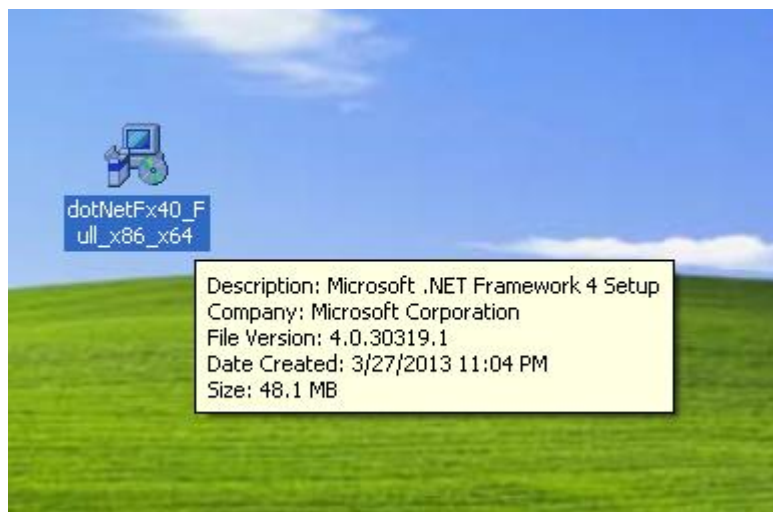 dotNetFx40_F
ull_x86_x64
Description: Microsoft .NET Framework 4 Setup
Company: Microsoft Corporation
File Version: 4.0.30319.1
Date Created: 3/27/2013 11:04 PM
Size: 48.1 MB